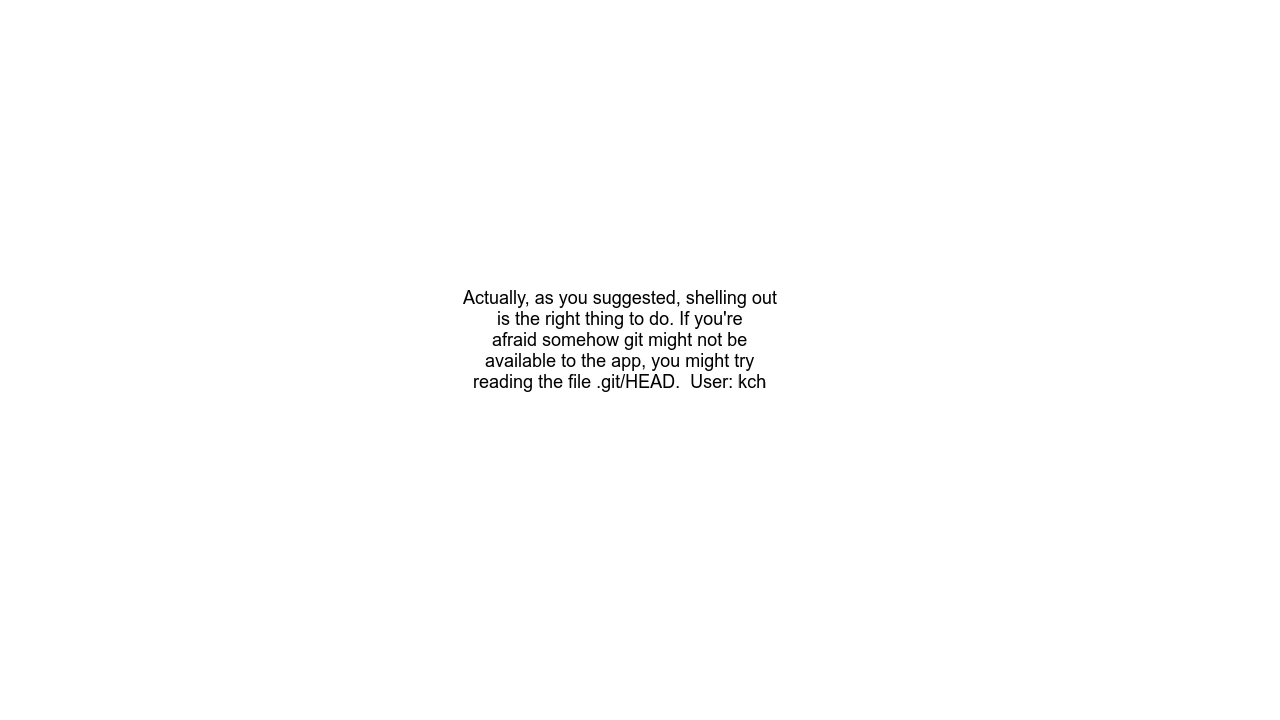 Actually, as you suggested, shelling out
is the right thing to do. If you're
afraid somehow git might not be
available to the app, you might try
reading the file .git/HEAD.  User: kch